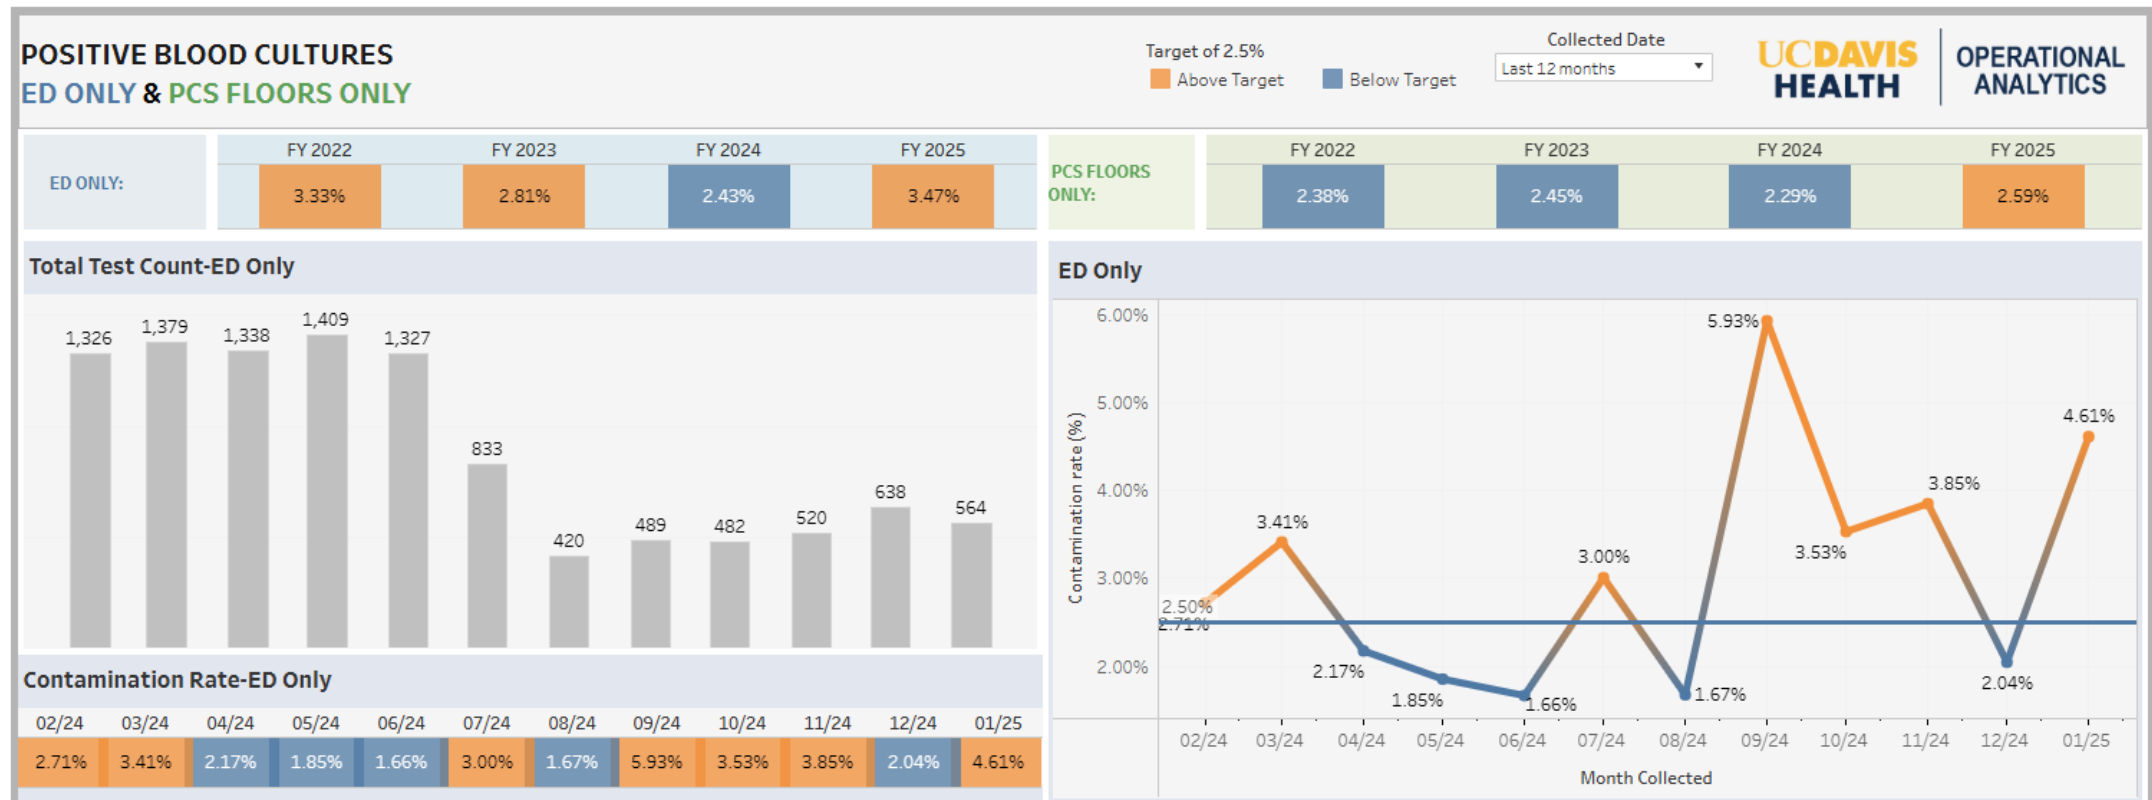 POSITIVE BLOOD CULTURES
ED ONLY & PCS FLOORS ONLY
Target of 2.5%
Above Target
Below Target
Collected Date
Last 12 months
UCDAVIS
HEALTH
OPERATIONAL
ANALYTICS
ED ONLY:
FY 2022 FY 2023 FY 2024 FY 2025
3.33% 2.81% 2.43% 3.47%
PCS FLOORS
ONLY:
FY 2022 FY 2023 FY 2024 FY 2025
2.38% 2.45% 2.29% 2.59%
Total Test Count-ED Only
1,326 1,379 1,338 1,409 1,327 833 420 489 482 520 638 564
Contamination Rate-ED Only
02/24 03/24 04/24 05/24 06/24 07/24 08/24 09/24 10/24 11/24 12/24 01/25
2.71% 3.41% 2.17% 1.85% 1.66% 3.00% 1.67% 5.93% 3.53% 3.85% 2.04% 4.61%
ED Only
Contamination rate (%)
6.00%
5.00%
4.00%
3.00%
2.00%
2.50%
2.71% 3.41% 2.17% 1.85% 1.66% 3.00% 1.67% 5.93% 3.53% 3.85% 2.04% 4.61%
02/24 03/24 04/24 05/24 06/24 07/24 08/24 09/24 10/24 11/24 12/24 01/25
Month Collected